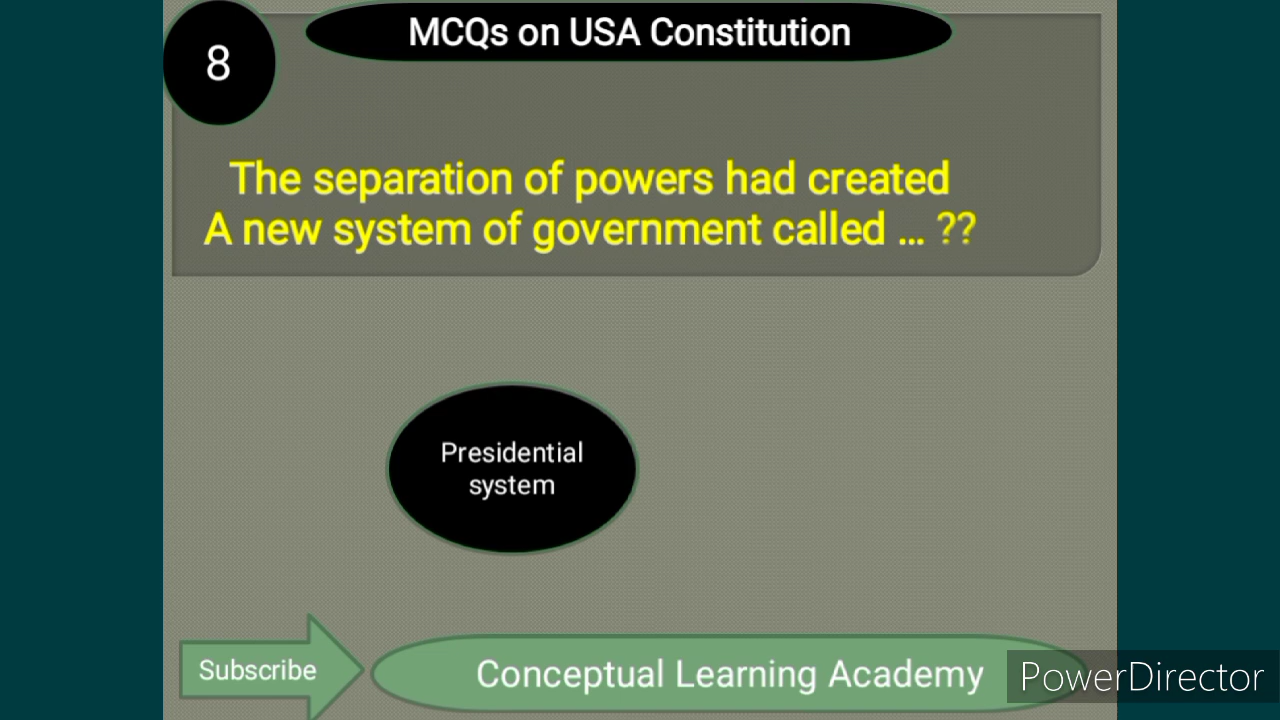 8
MCQs on USA Constitution
The separation of powers had created
A new system of government called ... ??
Presidential
system
Subscribe
Conceptual Learning Academy
PowerDirector